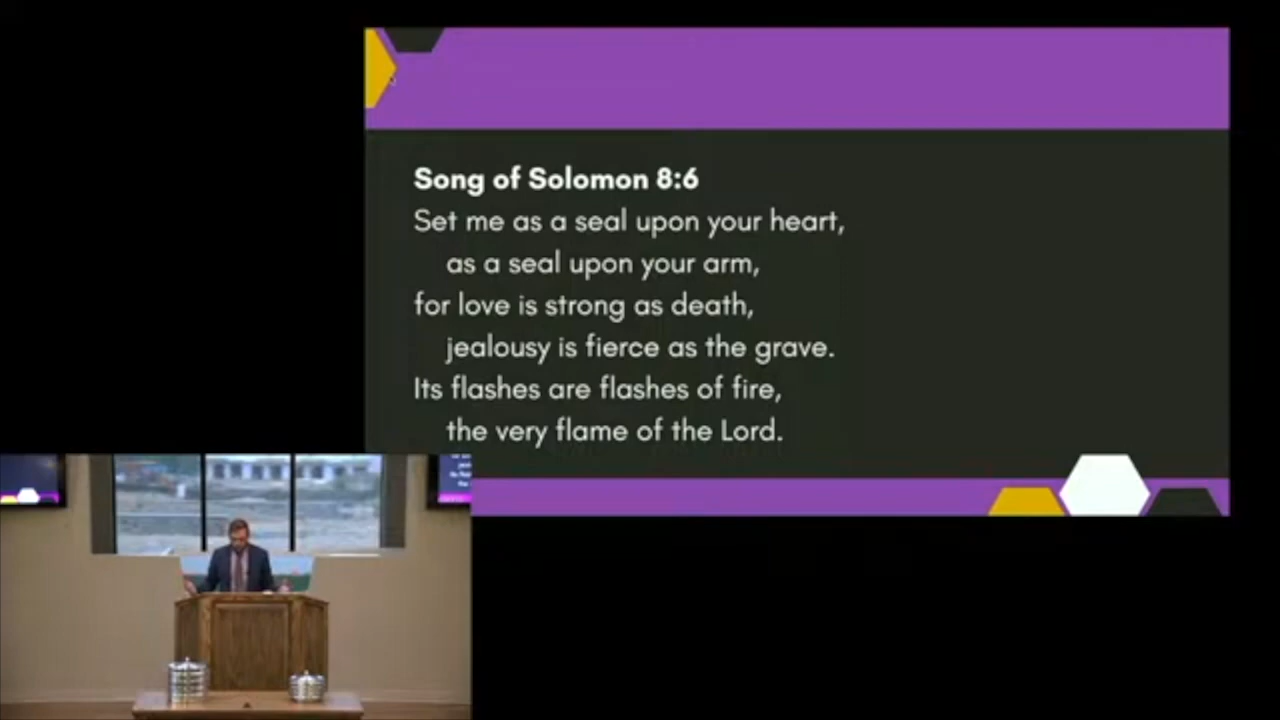 Song of Solomon 8:6
Set me as a seal upon your heart,
as a seal upon your arm,
for love is strong as death,
jealousy is fierce as the grave.
Its flashes are flashes of fire,
the very flame of the Lord.